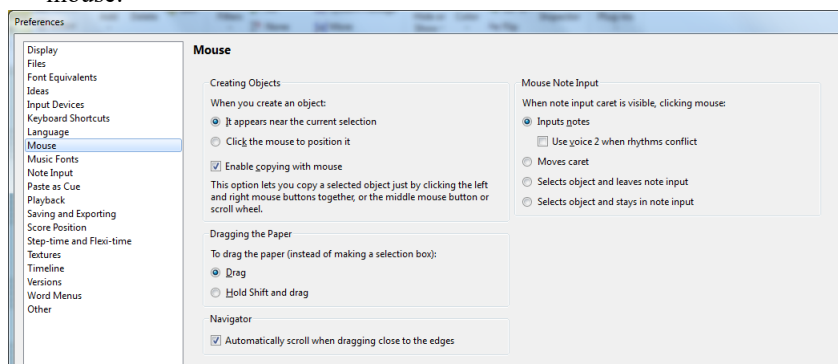 mouse.
Preferences
Display
Files
Font Equivalents
Ideas
Input Devices
Keyboard Shortcuts
Language
Mouse
Music Fonts
Note Input
Paste as Cue
Playback
Saving and Exporting
Score Position
Step-time and Flexi-time
Textures
Timeline
Versions
Word Menus
Other
Mouse
Creating Objects
When you create an object:
It appears near the current selection
Click the mouse to position it
Enable copying with mouse
This option lets you copy a selected object just by clicking the left
and right mouse buttons together, or the middle mouse button or
scroll wheel.
Dragging the Paper
To drag the paper (instead of making a selection box):
Drag
Hold Shift and drag
Navigator
Automatically scroll when dragging close to the edges
Mouse Note Input
When note input caret is visible, clicking mouse:
Inputs notes
Use voice 2 when rhythms conflict
Moves caret
Selects object and leaves note input
Selects object and stays in note input